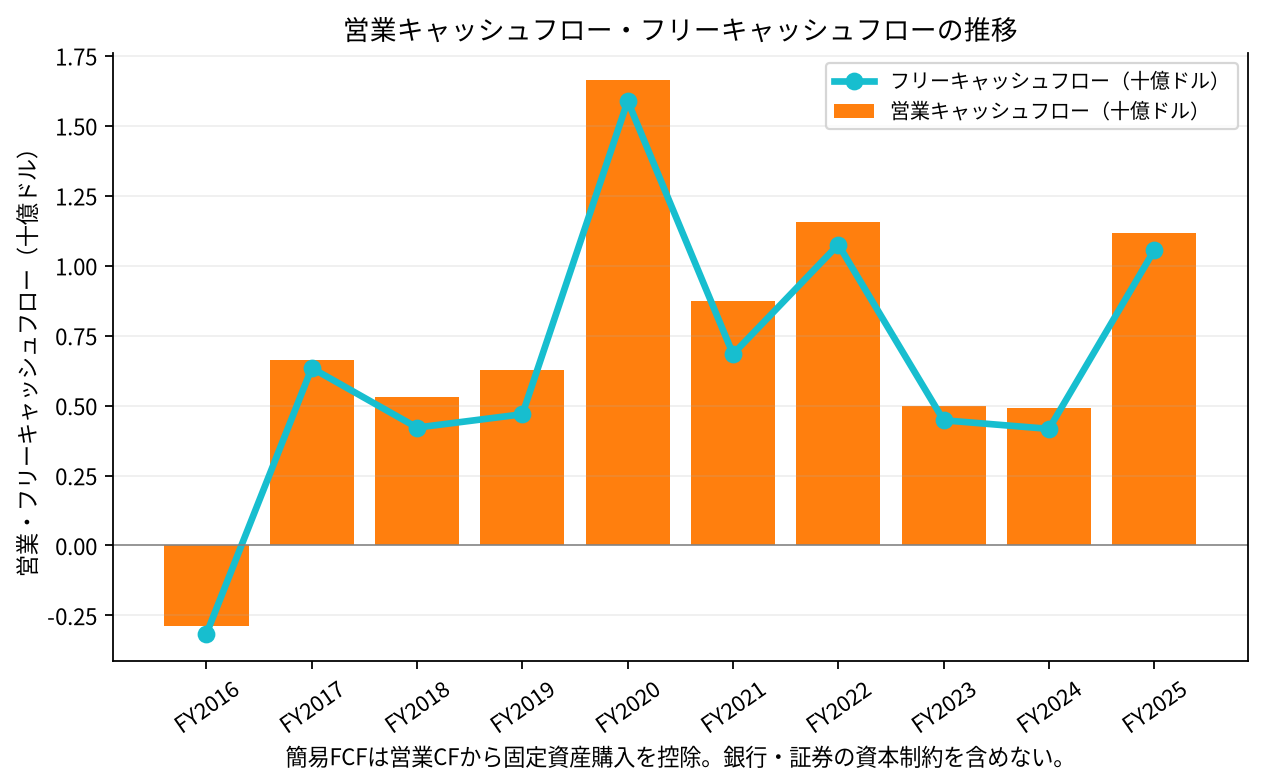 営業キャッシュフロー・フリーキャッシュフローの推移
フリーキャッシュフロー（十億ドル）
営業キャッシュフロー（十億ドル）
営業・フリーキャッシュフロー（十億ドル）
1.75
1.50
1.25
1.00
0.75
0.50
0.25
0.00
-0.25
FY2016
FY2017
FY2018
FY2019
FY2020
FY2021
FY2022
FY2023
FY2024
FY2025
簡易FCFは営業CFから固定資産購入を控除。銀行・証券の資本制約を含めない。